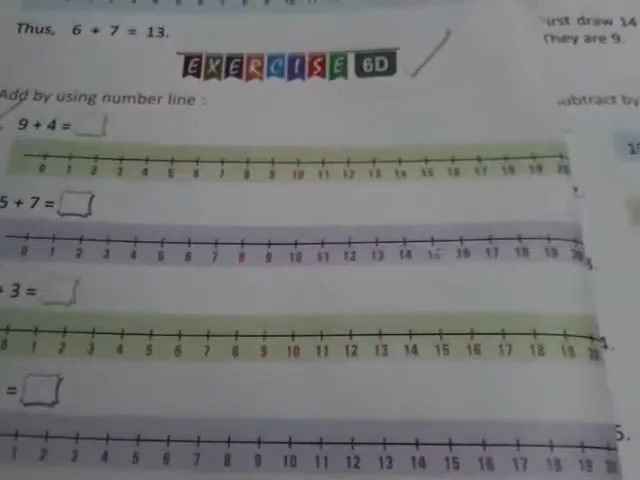 Thus, 6 + 7 = 13.
EXERCISE 6D
Add by using number line :
9 + 4 =
0 1 2 3 4 5 6 7 8 9 10 11 12 13 14 15 16 17 18 19 20
5 + 7 =
0 1 2 3 4 5 6 7 8 9 10 11 12 13 14 15 16 17 18 19 20
+ 3 =
0 1 2 3 4 5 6 7 8 9 10 11 12 13 14 15 16 17 18 19 20
=
1 2 3 4 5 6 7 8 9 10 11 12 13 14 15 16 17 18 19
draw 14
They are 9.
by
3.
4.
5.